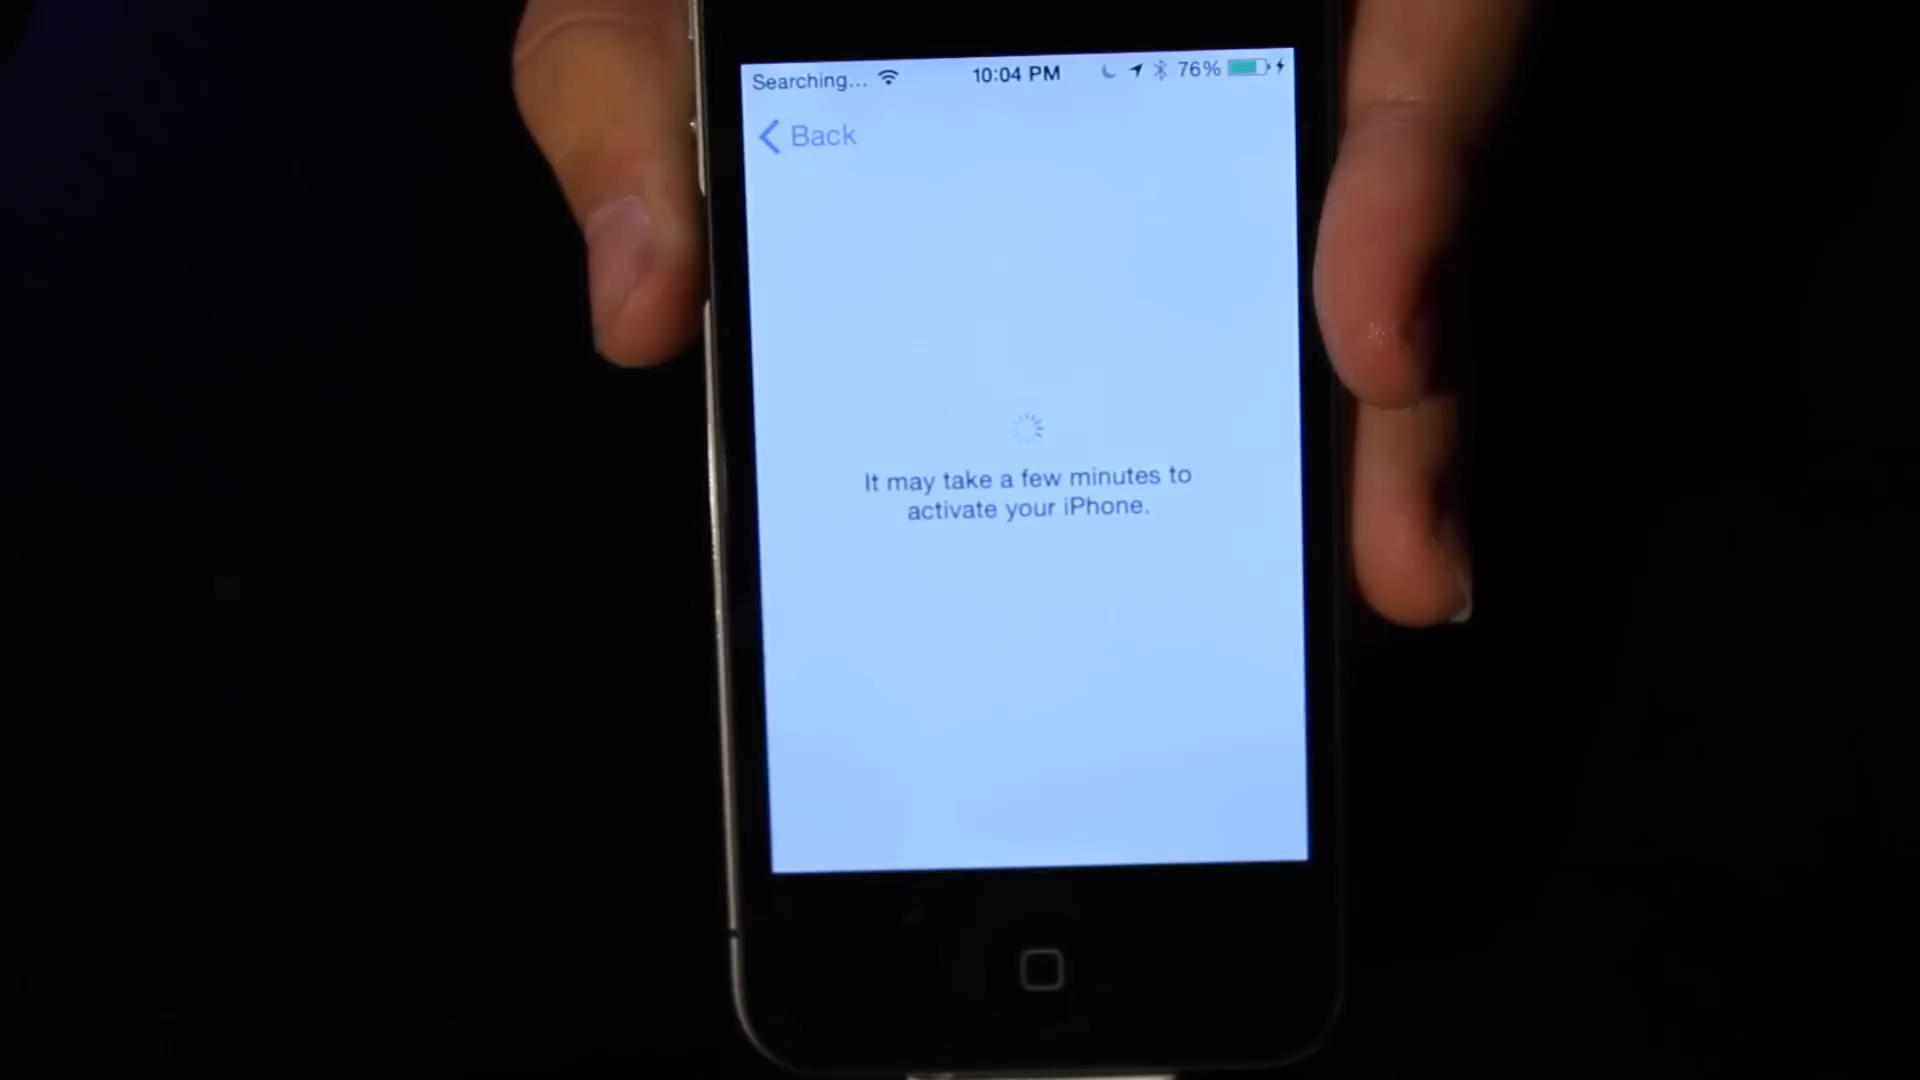 Searching... 10:04 PM 76%
Back
It may take a few minutes to
activate your iPhone.